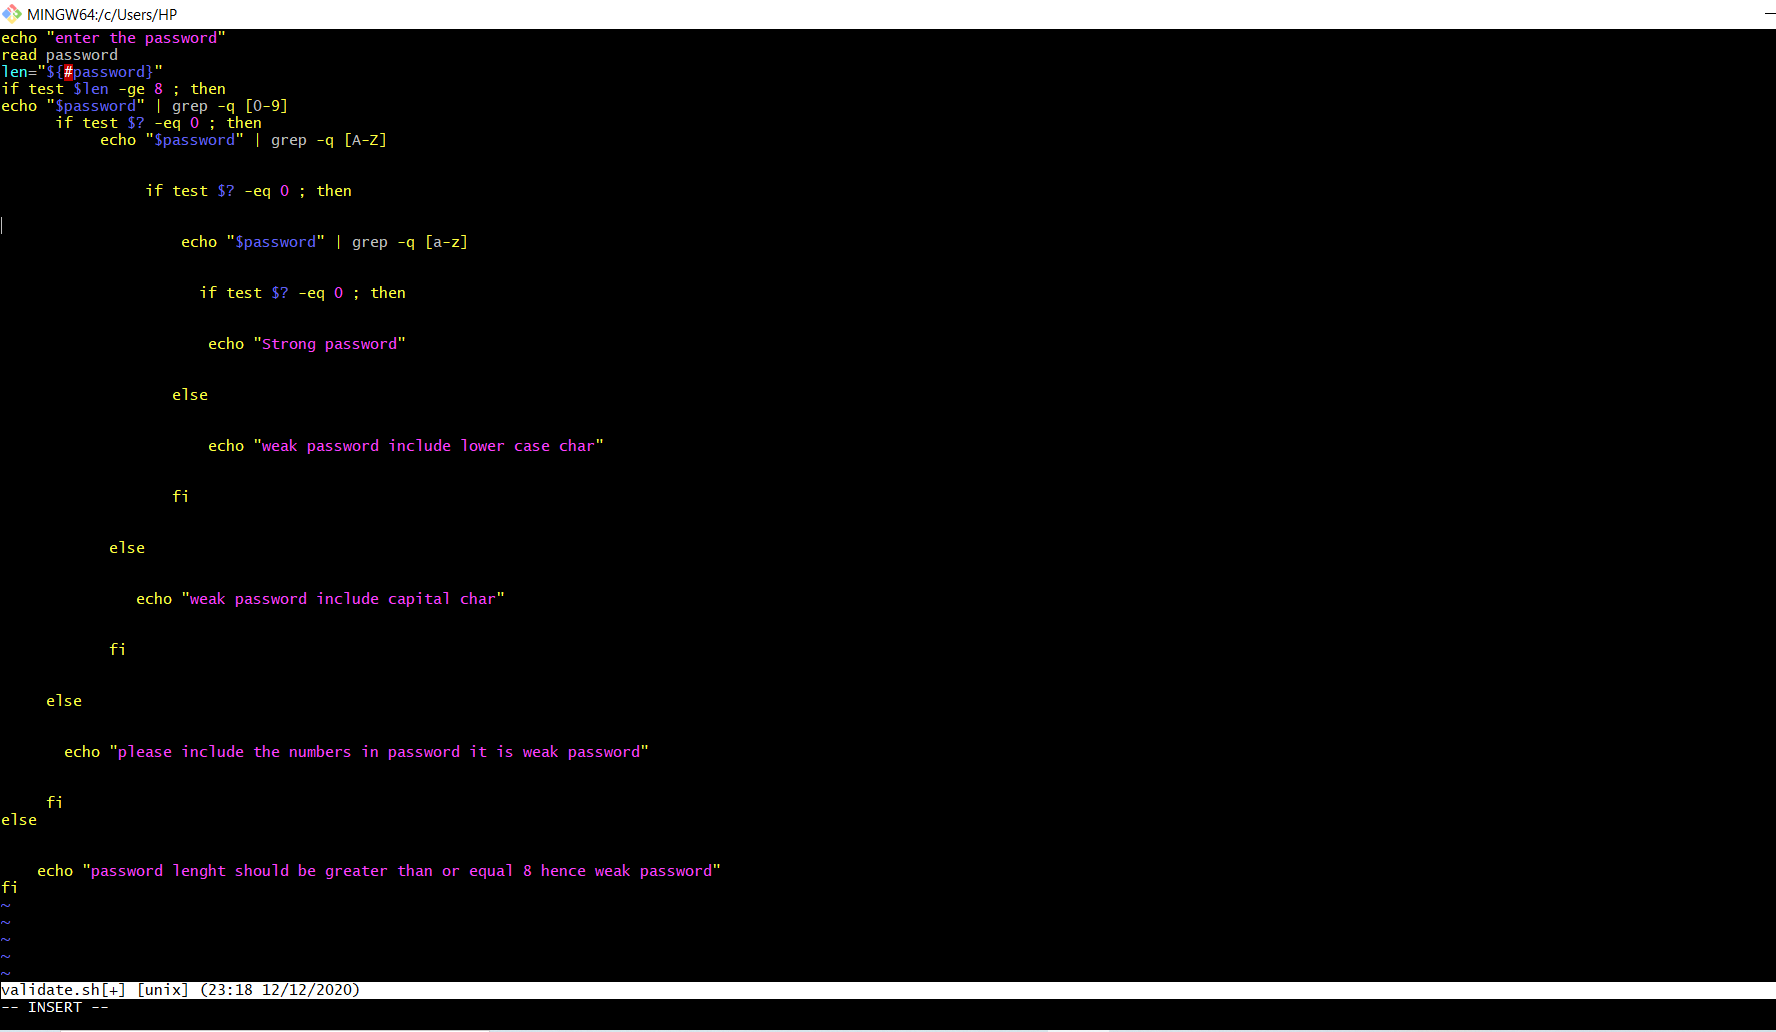 MINGW64:/c/Users/HP
echo "enter the password"
read password
len="${#password}"
if test $len -ge 8 ; then
echo "$password" | grep -q [0-9]
if test $? -eq 0 ; then
echo "$password" | grep -q [A-Z]
if test $? -eq 0 ; then
echo "$password" | grep -q [a-z]
if test $? -eq 0 ; then
echo "Strong password"
else
echo "weak password include lower case char"
fi
else
echo "weak password include capital char"
fi
else
echo "please include the numbers in password it is weak password"
fi
else
echo "password lenght should be greater than or equal 8 hence weak password"
fi
~
~
~
~
~
validate.sh[+] [unix] (23:18 12/12/2020)
-- INSERT --